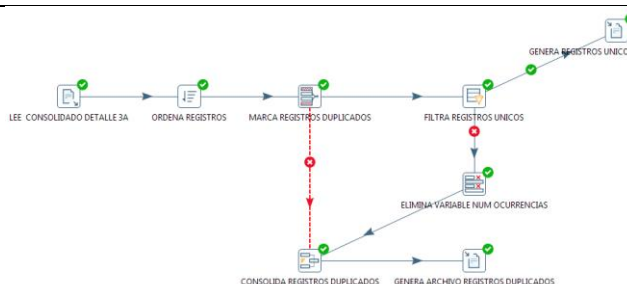 GENERA REGISTROS UNICO
LEE CONSOLIDADO DETALLE 3A
ORDENA REGISTROS
MARCA REGISTROS DUPLICADOS
FILTRA REGISTROS UNICOS
ELIMINA VARIABLE NUM OCURRENCIAS
CONSOLIDA REGISTROS DUPLICADOS
GENERA ARCHIVO REGISTROS DUPLICADOS